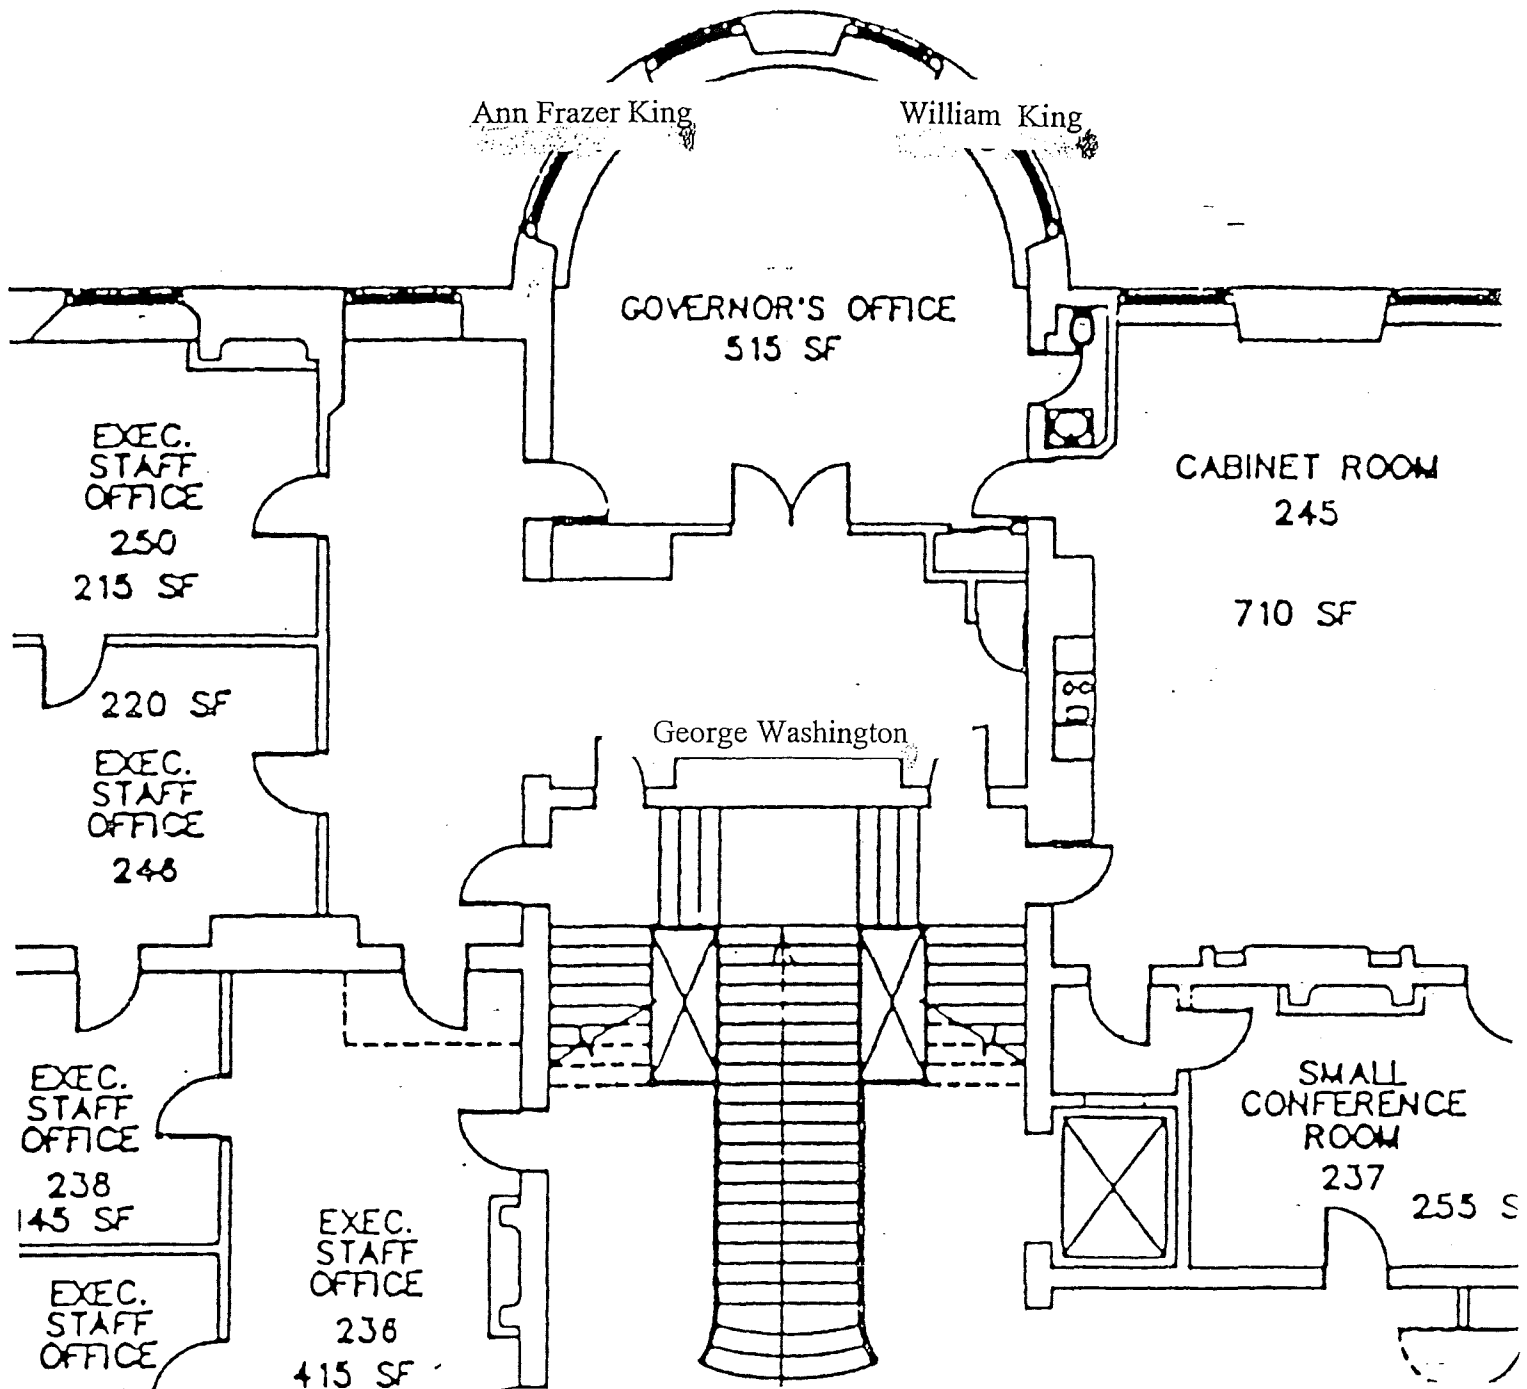 Ann Frazer King
William King
GOVERNOR'S OFFICE
515 SF
EXEC.
STAFF
OFFICE
250
215 SF
CABINET ROOM
245
710 SF
220 SF
EXEC.
STAFF
OFFICE
248
George Washington
EXEC.
STAFF
OFFICE
238
145 SF
SMALL
CONFERENCE
ROOM
237
255 S
EXEC.
STAFF
OFFICE
236
415 SF
EXEC.
STAFF
OFFICE